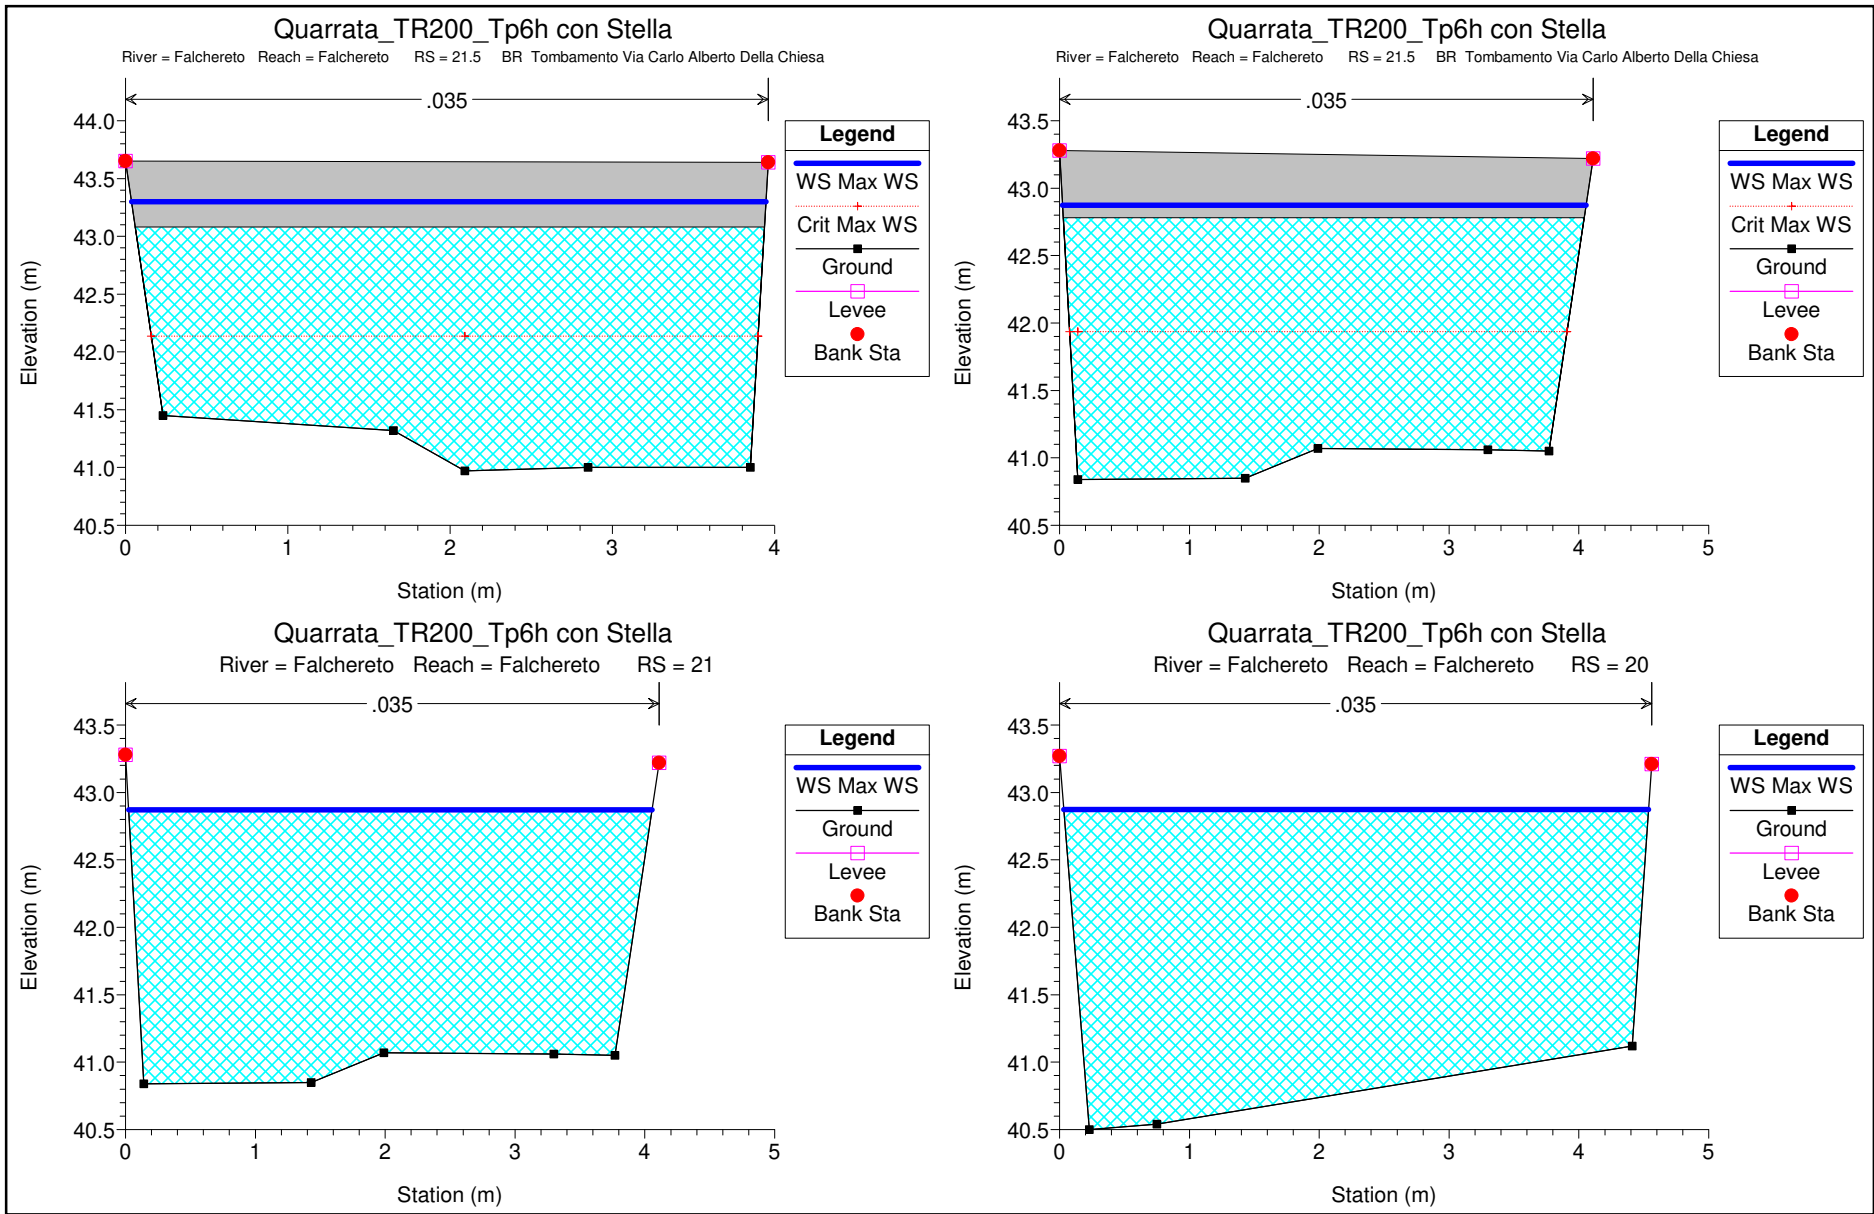 Quarrata_TR200_Tp6h con Stella
River = Falchereto Reach = Falchereto RS = 21.5 BR Tombamento Via Carlo Alberto Della Chiesa
.035
44.0
43.5
43.0
42.5
42.0
41.5
41.0
40.5
Elevation (m)
0 1 2 3 4
Station (m)
Legend
WS Max WS
Crit Max WS
Ground
Levee
Bank Sta
Quarrata_TR200_Tp6h con Stella
River = Falchereto Reach = Falchereto RS = 21.5 BR Tombamento Via Carlo Alberto Della Chiesa
.035
43.5
43.0
42.5
42.0
41.5
41.0
40.5
Elevation (m)
0 1 2 3 4 5
Station (m)
Legend
WS Max WS
Crit Max WS
Ground
Levee
Bank Sta
Quarrata_TR200_Tp6h con Stella
River = Falchereto Reach = Falchereto RS = 21
.035
43.5
43.0
42.5
42.0
41.5
41.0
40.5
Elevation (m)
0 1 2 3 4 5
Station (m)
Legend
WS Max WS
Ground
Levee
Bank Sta
Quarrata_TR200_Tp6h con Stella
River = Falchereto Reach = Falchereto RS = 20
.035
43.5
43.0
42.5
42.0
41.5
41.0
40.5
Elevation (m)
0 1 2 3 4 5
Station (m)
Legend
WS Max WS
Ground
Levee
Bank Sta